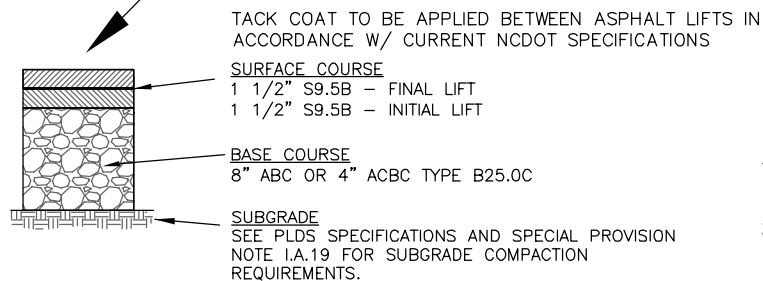 TACK COAT TO BE APPLIED BETWEEN ASPHALT LIFTS IN
ACCORDANCE W/ CURRENT NCDOT SPECIFICATIONS
SURFACE COURSE
1 1/2" S9.5B – FINAL LIFT
1 1/2" S9.5B – INITIAL LIFT
BASE COURSE
8" ABC OR 4" ACBC TYPE B25.0C
SUBGRADE
SEE PLDS SPECIFICATIONS AND SPECIAL PROVISION
NOTE I.A.19 FOR SUBGRADE COMPACTION
REQUIREMENTS.